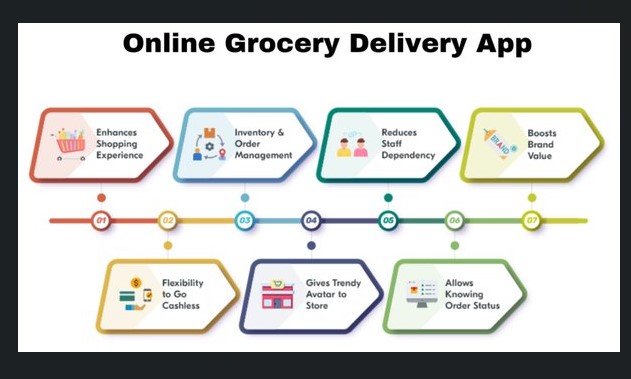 Online Grocery Delivery App
Enhances
Shopping
Experience
Inventory &
Order
Management
Reduces
Staff
Dependency
BRAND
Boosts
Brand
Value
01 02 03 04 05 06 07
Flexibility
to Go
Cashless
Gives Trendy
Avatar to
Store
Allows
Knowing
Order Status